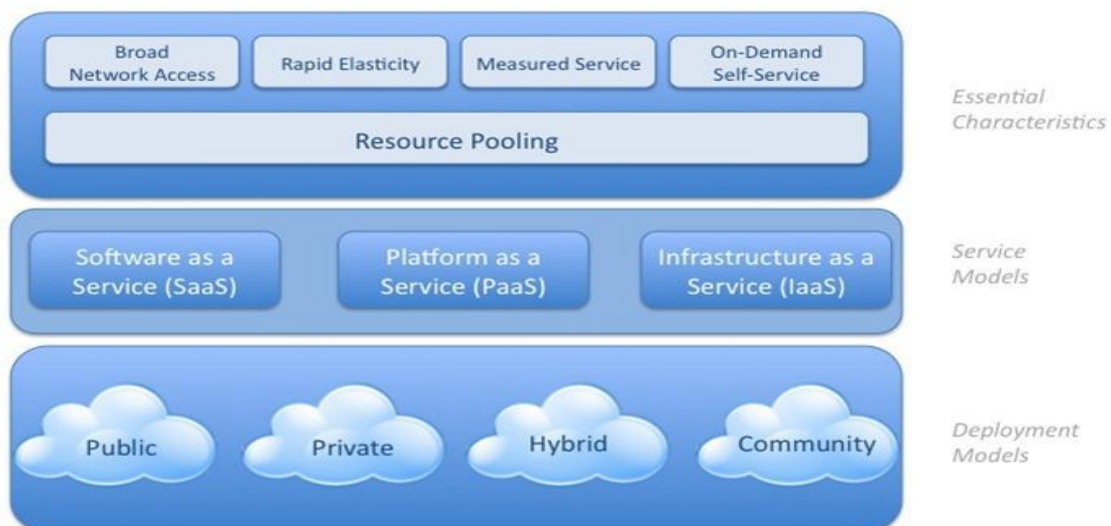 Broad
Network Access
Rapid Elasticity
Measured Service
On-Demand
Self-Service
Resource Pooling
Essential
Characteristics
Software as a
Service (SaaS)
Platform as a
Service (PaaS)
Infrastructure as a
Service (IaaS)
Service
Models
Public
Private
Hybrid
Community
Deployment
Models